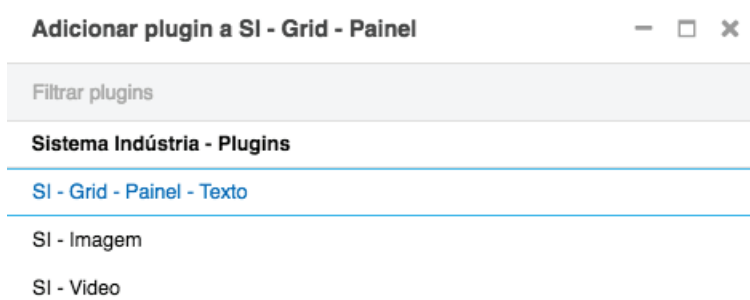 Adicionar plugin a SI - Grid - Painel
Filtrar plugins
Sistema Indústria - Plugins
SI - Grid - Painel - Texto
SI - Imagem
SI - Video